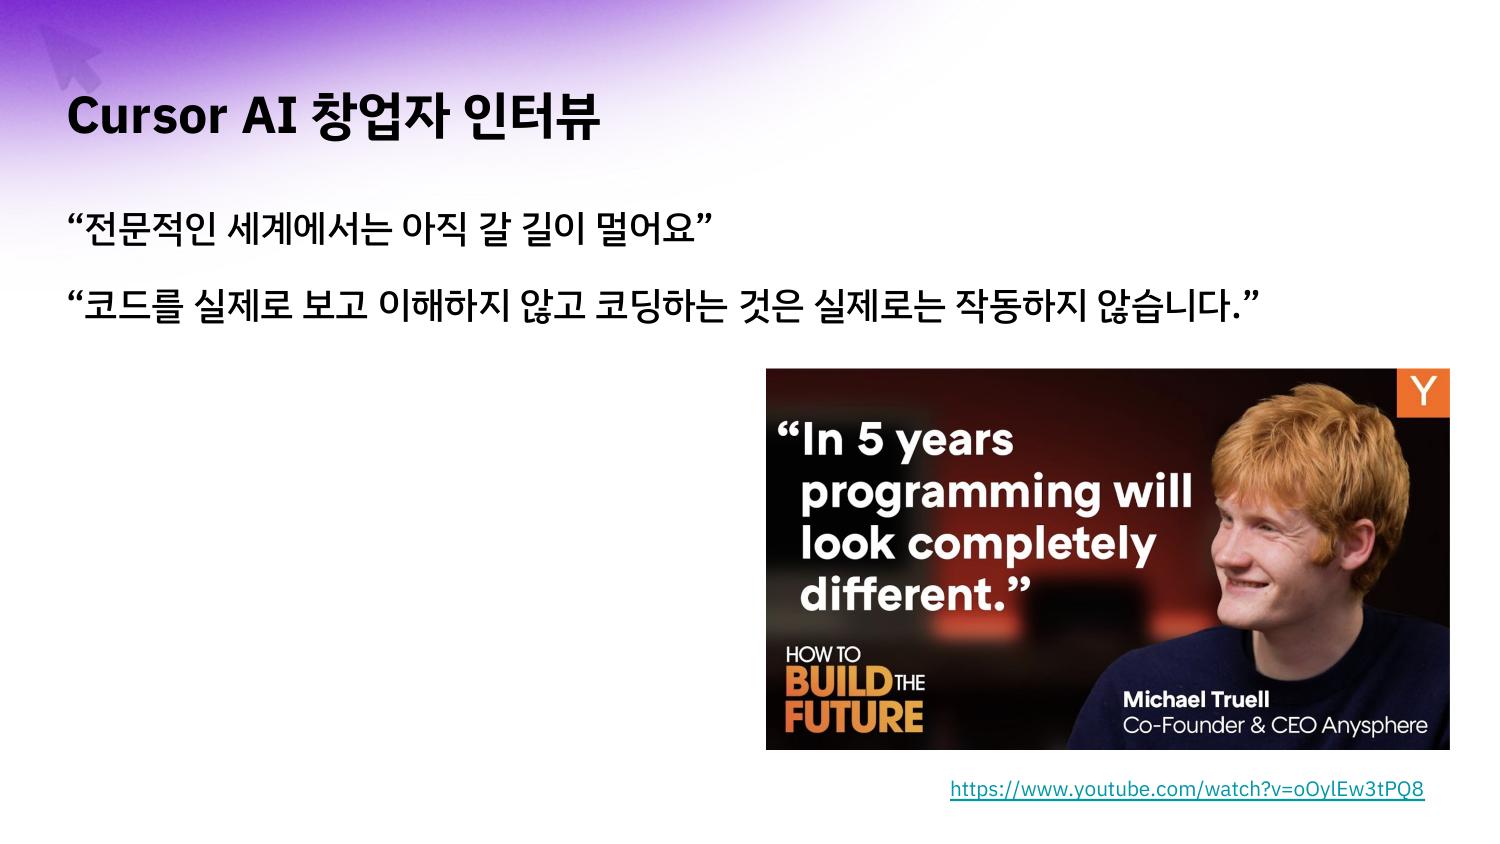 Cursor AI 창업자 인터뷰
“전문적인 세계에서는 아직 갈 길이 멀어요”
“코드를 실제로 보고 이해하지 않고 코딩하는 것은 실제로는 작동하지 않습니다.”
Y
“In 5 years
programming will
look completely
different.”
HOW TO
BUILD THE
FUTURE
Michael Truell
Co-Founder & CEO Anysphere
https://www.youtube.com/watch?v=oOylEw3tPQ8